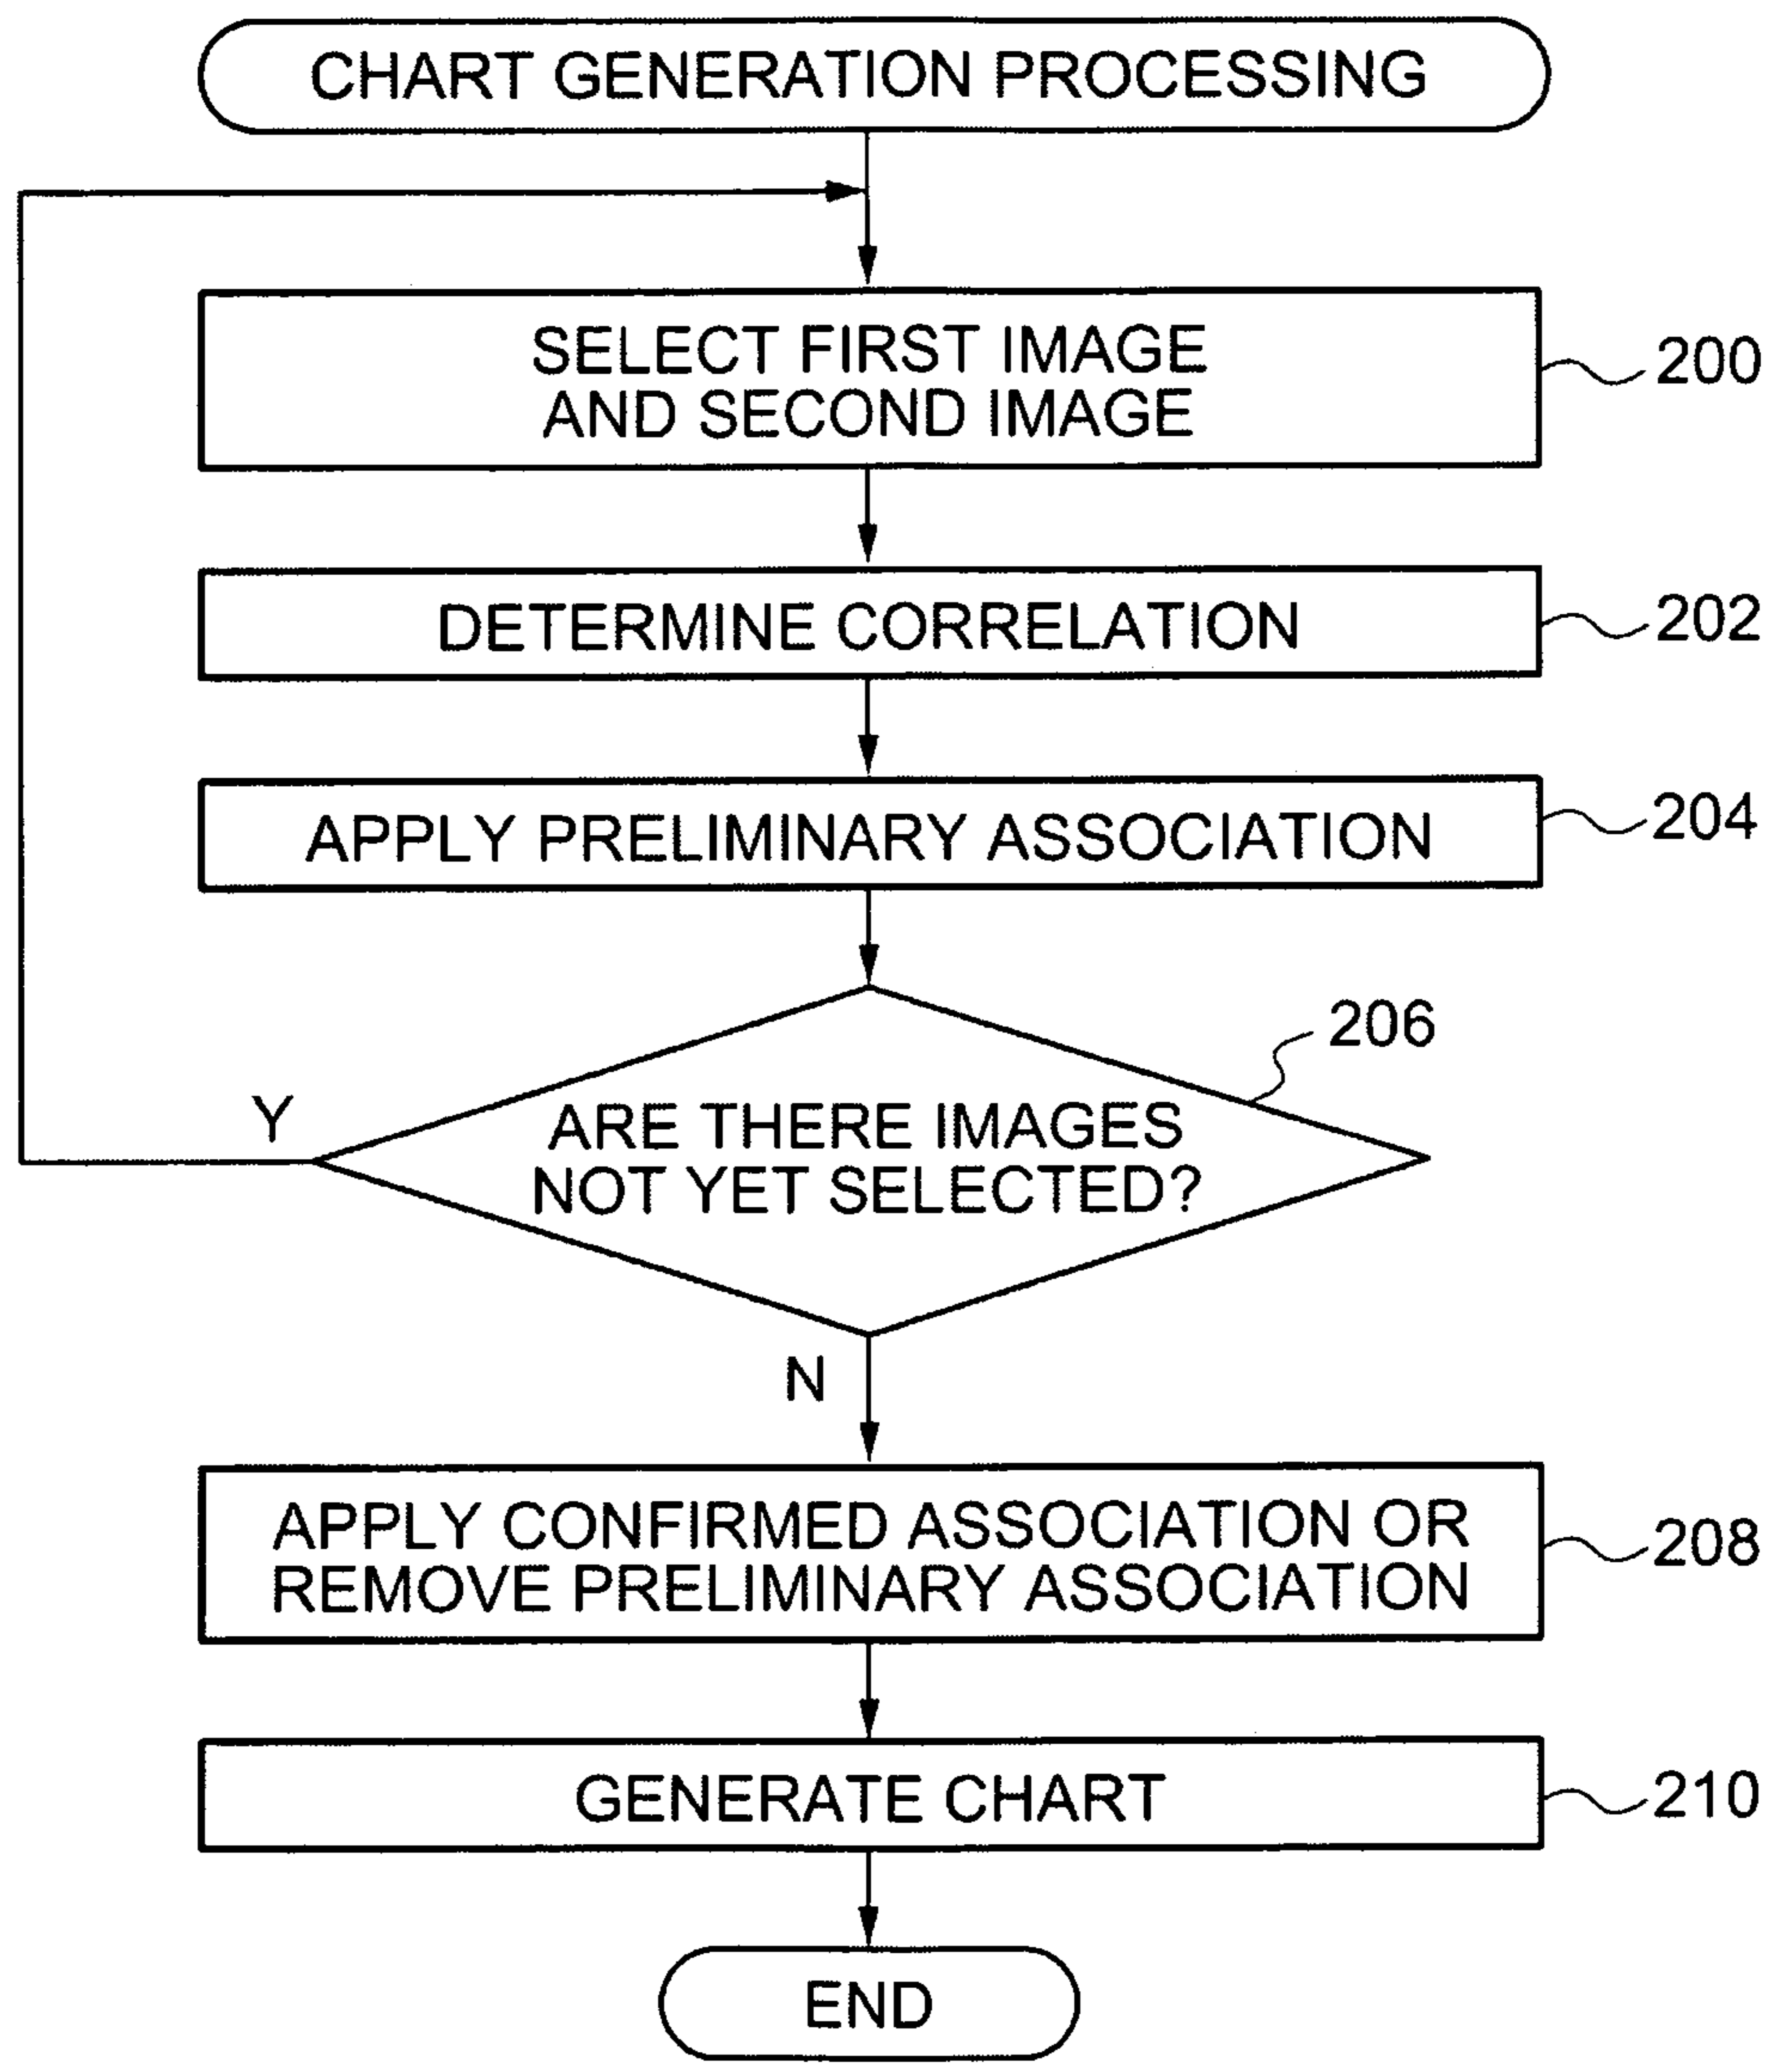 CHART GENERATION PROCESSING
SELECT FIRST IMAGE
AND SECOND IMAGE
200
DETERMINE CORRELATION
202
APPLY PRELIMINARY ASSOCIATION
204
206
Y
ARE THERE IMAGES
NOT YET SELECTED?
N
APPLY CONFIRMED ASSOCIATION OR
REMOVE PRELIMINARY ASSOCIATION
208
GENERATE CHART
210
END